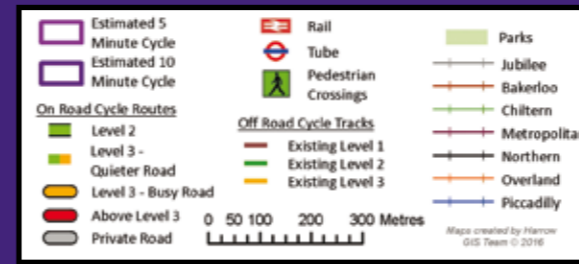 Estimated 5
Minute Cycle
Estimated 10
Minute Cycle
On Road Cycle Routes
Level 2
Level 3 -
Quieter Road
Level 3 - Busy Road
Above Level 3
Private Road
Rail
Tube
Pedestrian
Crossings
Off Road Cycle Tracks
Existing Level 1
Existing Level 2
Existing Level 3
0 50 100 200 300 Metres
Parks
Jubilee
Bakerloo
Chiltern
Metropolitan
Northern
Overland
Piccadilly
Maps created by Harrow
GIS Team © 2016